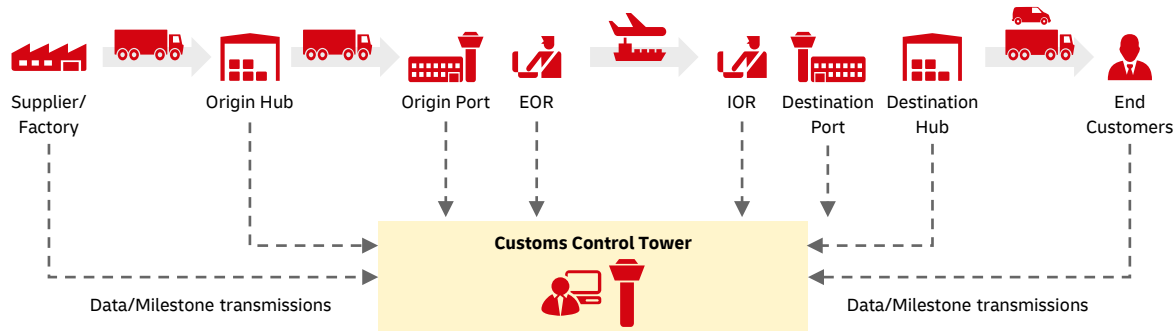 Supplier/
Factory
Origin Hub
Origin Port
EOR
IOR
Destination
Port
Destination
Hub
End
Customers
Customs Control Tower
Data/Milestone transmissions
Data/Milestone transmissions